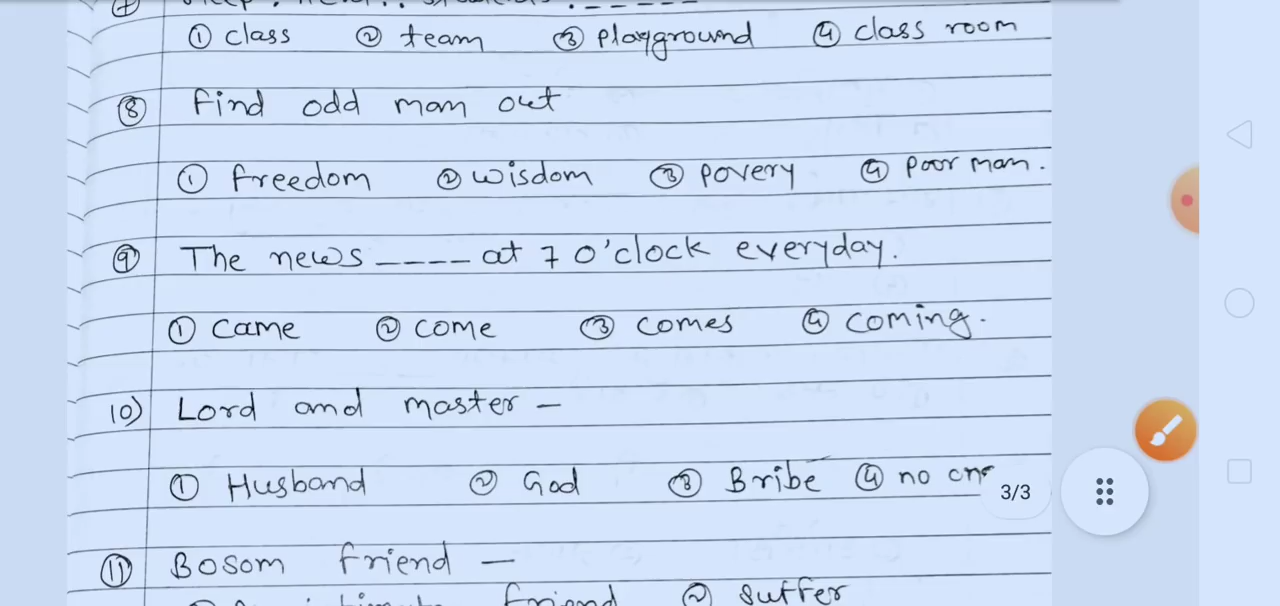 ① class ② team ③ playground ④ class room
⑧ find odd man out
① freedom ② wisdom ③ povery ④ poor man.
⑨ The news ---- at 7 o'clock everyday.
① came ② come ③ comes ④ coming.
10) Lord and master -
① Husband ② God ③ Bribe ④ no
3/3
⑪ Bosom friend -
friend ② suffer